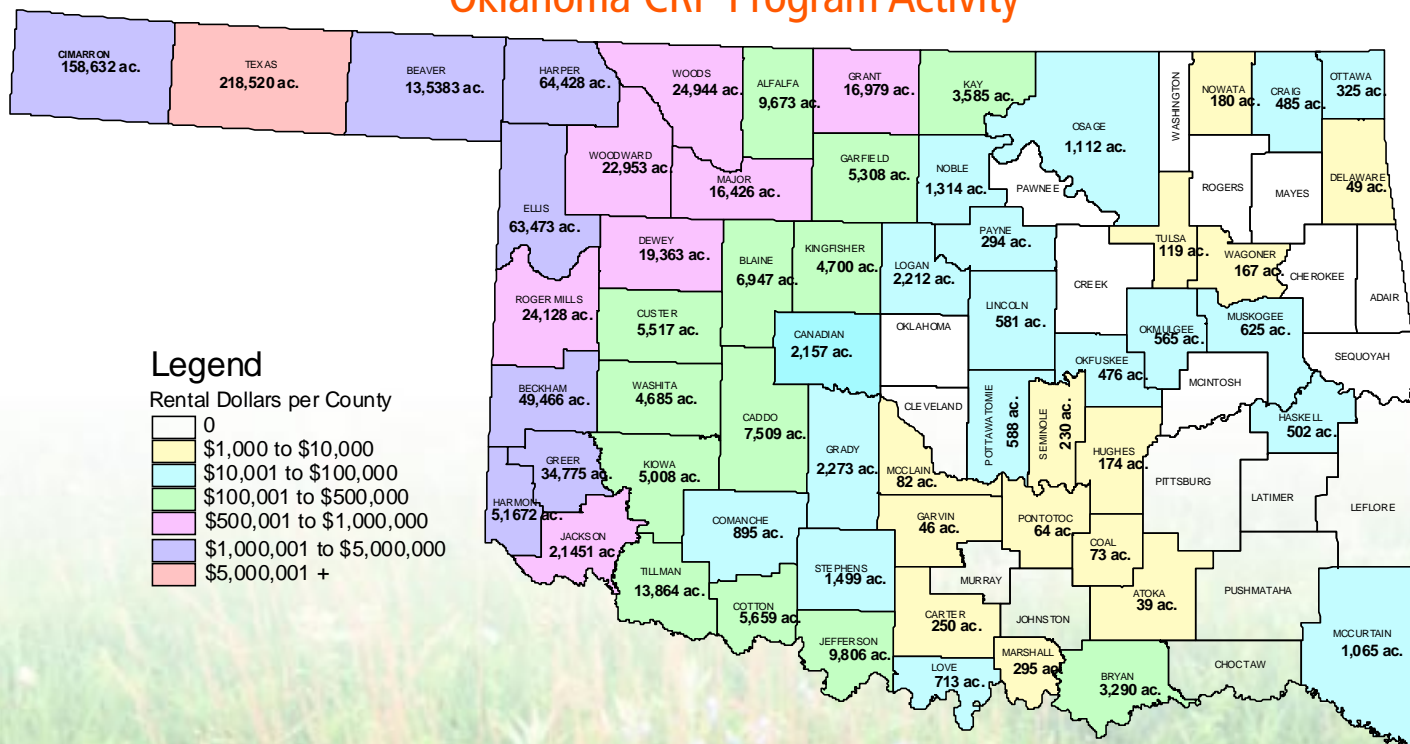 Oklahoma CRP Program Activity
CIMARRON
158,632 ac.
TEXAS
218,520 ac.
BEAVER
13,5383 ac.
HARPER
64,428 ac.
WOODS
24,944 ac.
ALFALFA
9,673 ac.
GRANT
16,979 ac.
KAY
3,585 ac.
OSAGE
1,112 ac.
WASHINGTON
NOWATA
180 ac.
CRAIG
485 ac.
OTTAWA
325 ac.
WOODWARD
22,953 ac.
MAJOR
16,426 ac.
GARFIELD
5,308 ac.
NOBLE
1,314 ac.
PAWNEE
ROGERS
MAYES
DELAWARE
49 ac.
ELLIS
63,473 ac.
DEWEY
19,363 ac.
BLAINE
6,947 ac.
KINGFISHER
4,700 ac.
LOGAN
2,212 ac.
PAYNE
294 ac.
CREEK
TULSA
119 ac.
WAGONER
167 ac.
CHEROKEE
ADAIR
ROGER MILLS
24,128 ac.
CUSTER
5,517 ac.
CANADIAN
2,157 ac.
OKLAHOMA
LINCOLN
581 ac.
OKMULGEE
565 ac.
MUSKOGEE
625 ac.
SEQUOYAH
OKFUSKEE
476 ac.
MCINTOSH
BECKHAM
49,466 ac.
WASHITA
4,685 ac.
CADDO
7,509 ac.
CLEVELAND
POTTAWATOMIE
588 ac.
SEMINOLE
230 ac.
HASKELL
502 ac.
GREER
34,775 ac.
KIOWA
5,008 ac.
GRADY
2,273 ac.
MCCLAIN
82 ac.
HUGHES
174 ac.
PITTSBURG
LATIMER
LEFLORE
HARMON
5,1672 ac.
JACKSON
2,1451 ac.
COMANCHE
895 ac.
GARVIN
46 ac.
PONTOTOC
64 ac.
COAL
73 ac.
TILLMAN
13,864 ac.
COTTON
5,659 ac.
STEPHENS
1,499 ac.
MURRAY
ATOKA
39 ac.
PUSHMATAHA
JEFFERSON
9,806 ac.
CARTER
250 ac.
JOHNSTON
MCCURTAIN
1,065 ac.
LOVE
713 ac.
MARSHALL
295 ac
BRYAN
3,290 ac.
CHOCTAW
Legend
Rental Dollars per County
0
$1,000 to $10,000
$10,001 to $100,000
$100,001 to $500,000
$500,001 to $1,000,000
$1,000,001 to $5,000,000
$5,000,001 +